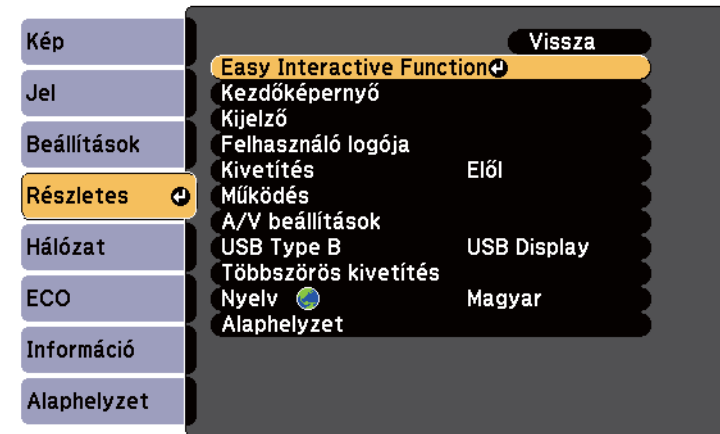 Kép
Jel
Beállítások
Részletes
Hálózat
ECO
Információ
Alaphelyzet
Vissza
Easy Interactive Function
Kezdőképernyő
Kijelző
Felhasználó logója
Kivetítés Elől
Működés
A/V beállítások
USB Type B USB Display
Többszörös kivetítés
Nyelv Magyar
Alaphelyzet